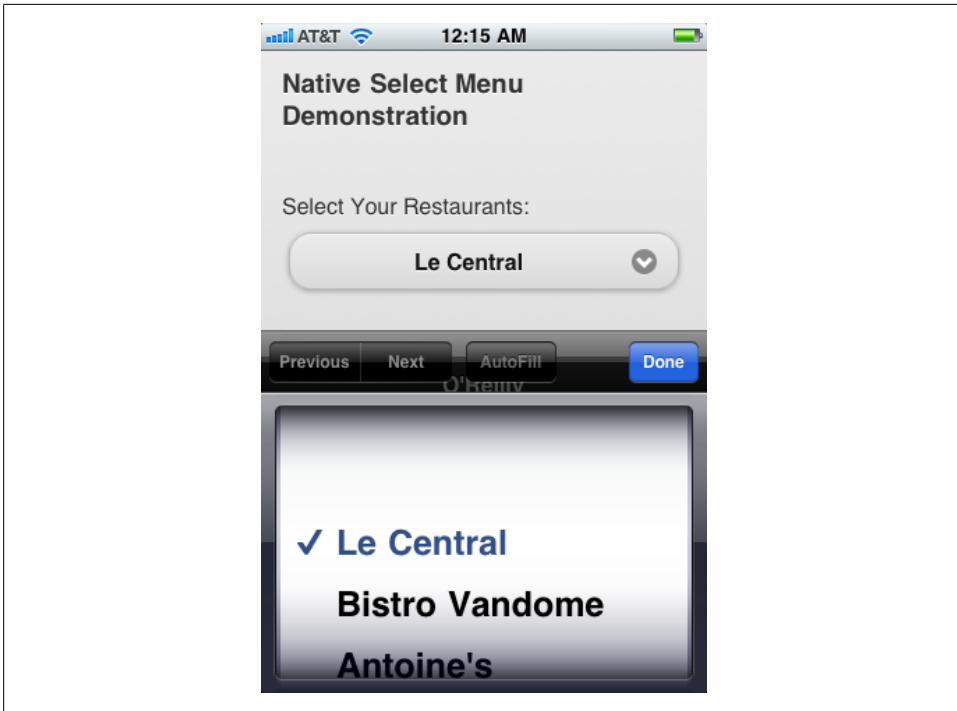 AT&T 12:15 AM
Native Select Menu
Demonstration
Select Your Restaurants:
Le Central
Previous Next AutoFill Done
O'Reilly
✓ Le Central
Bistro Vandome
Antoine's